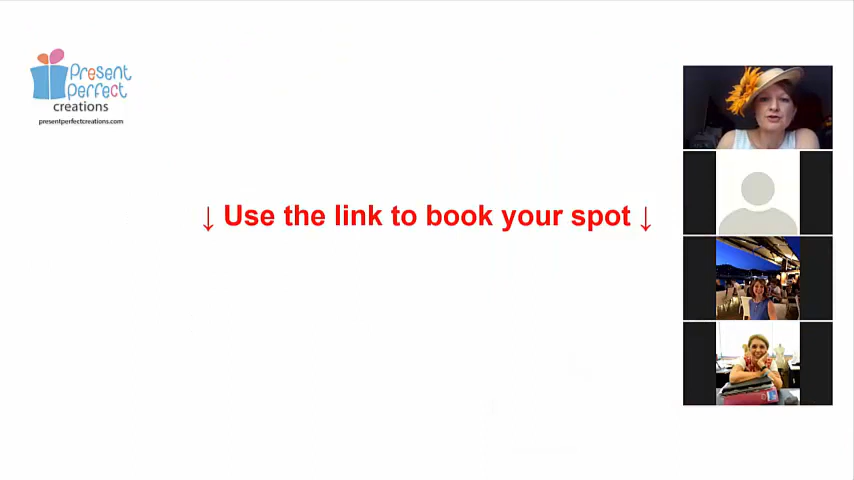 Present
Perfect
creations
presentperfectcreations.com
↓ Use the link to book your spot ↓